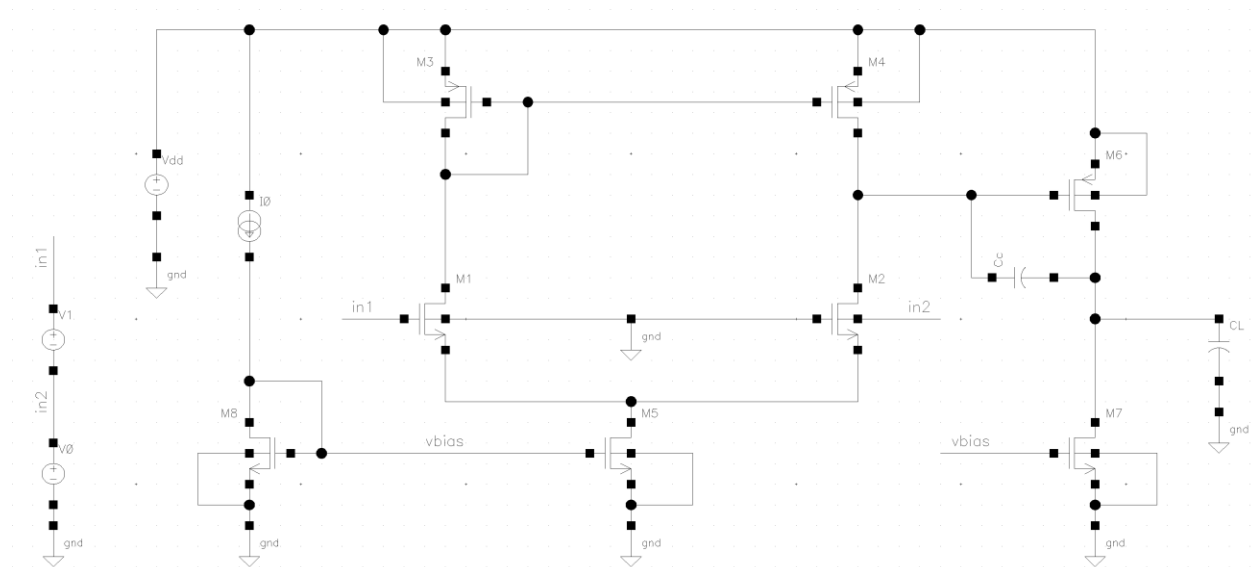 M3
M4
M6
Vdd
I0
Cc
in1
gnd
M1
M2
V1
in1
in2
gnd
CL
in2
M8
M5
M7
V0
vbias
vbias
gnd
gnd
gnd
gnd
gnd